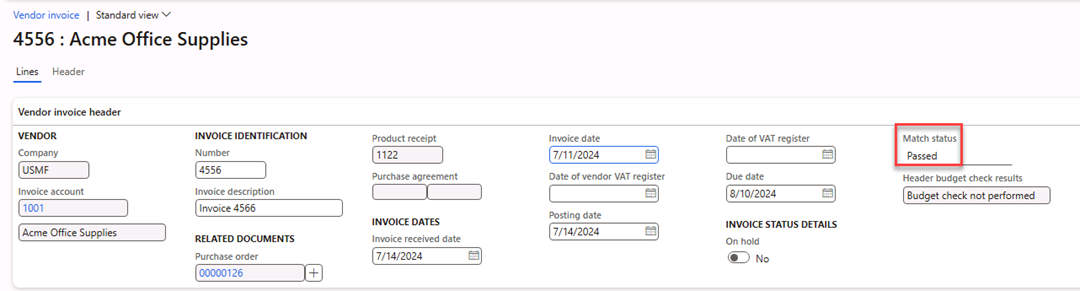 Vendor invoice | Standard view
4556 : Acme Office Supplies
Lines Header
Vendor invoice header
VENDOR
Company
USMF
Invoice account
1001
Acme Office Supplies
INVOICE IDENTIFICATION
Number
4556
Invoice description
Invoice 4566
RELATED DOCUMENTS
Purchase order
00000126
Product receipt
1122
Purchase agreement
INVOICE DATES
Invoice received date
7/14/2024
Invoice date
7/11/2024
Date of vendor VAT register
Posting date
7/14/2024
Date of VAT register
Due date
8/10/2024
INVOICE STATUS DETAILS
On hold
No
Match status
Passed
Header budget check results
Budget check not performed